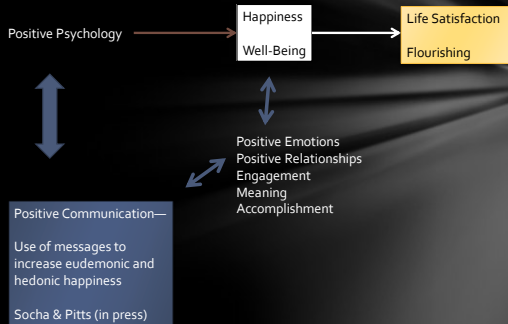 Positive Psychology
Happiness
Well-Being
Life Satisfaction
Flourishing
Positive Emotions
Positive Relationships
Engagement
Meaning
Accomplishment
Positive Communication—
Use of messages to
increase eudemonic and
hedonic happiness
Socha & Pitts (in press)